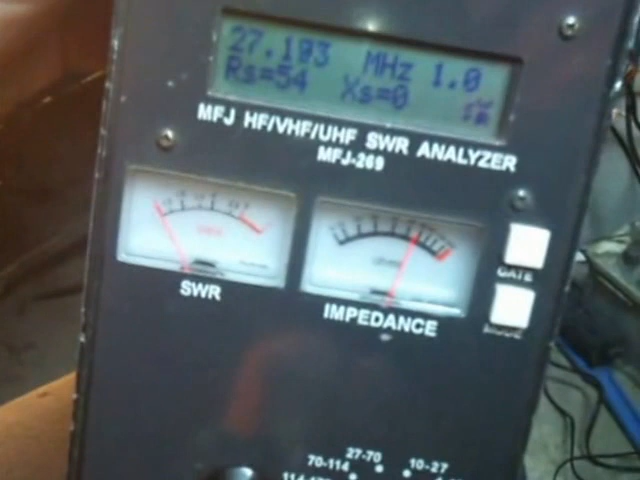 27.193 MHz 1.0
Rs=54 Xs=0
MFJ HF/VHF/UHF SWR ANALYZER
MFJ-269
SWR
IMPEDANCE
GATE
MODE
27-70
70-114
10-27